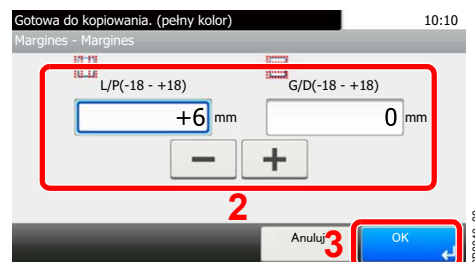 Gotowa do kopiowania. (pełny kolor) 10:10
Margines - Margines
L/P(-18 - +18) G/D(-18 - +18)
+6 mm 0 mm
− +
2
Anuluj 3 OK